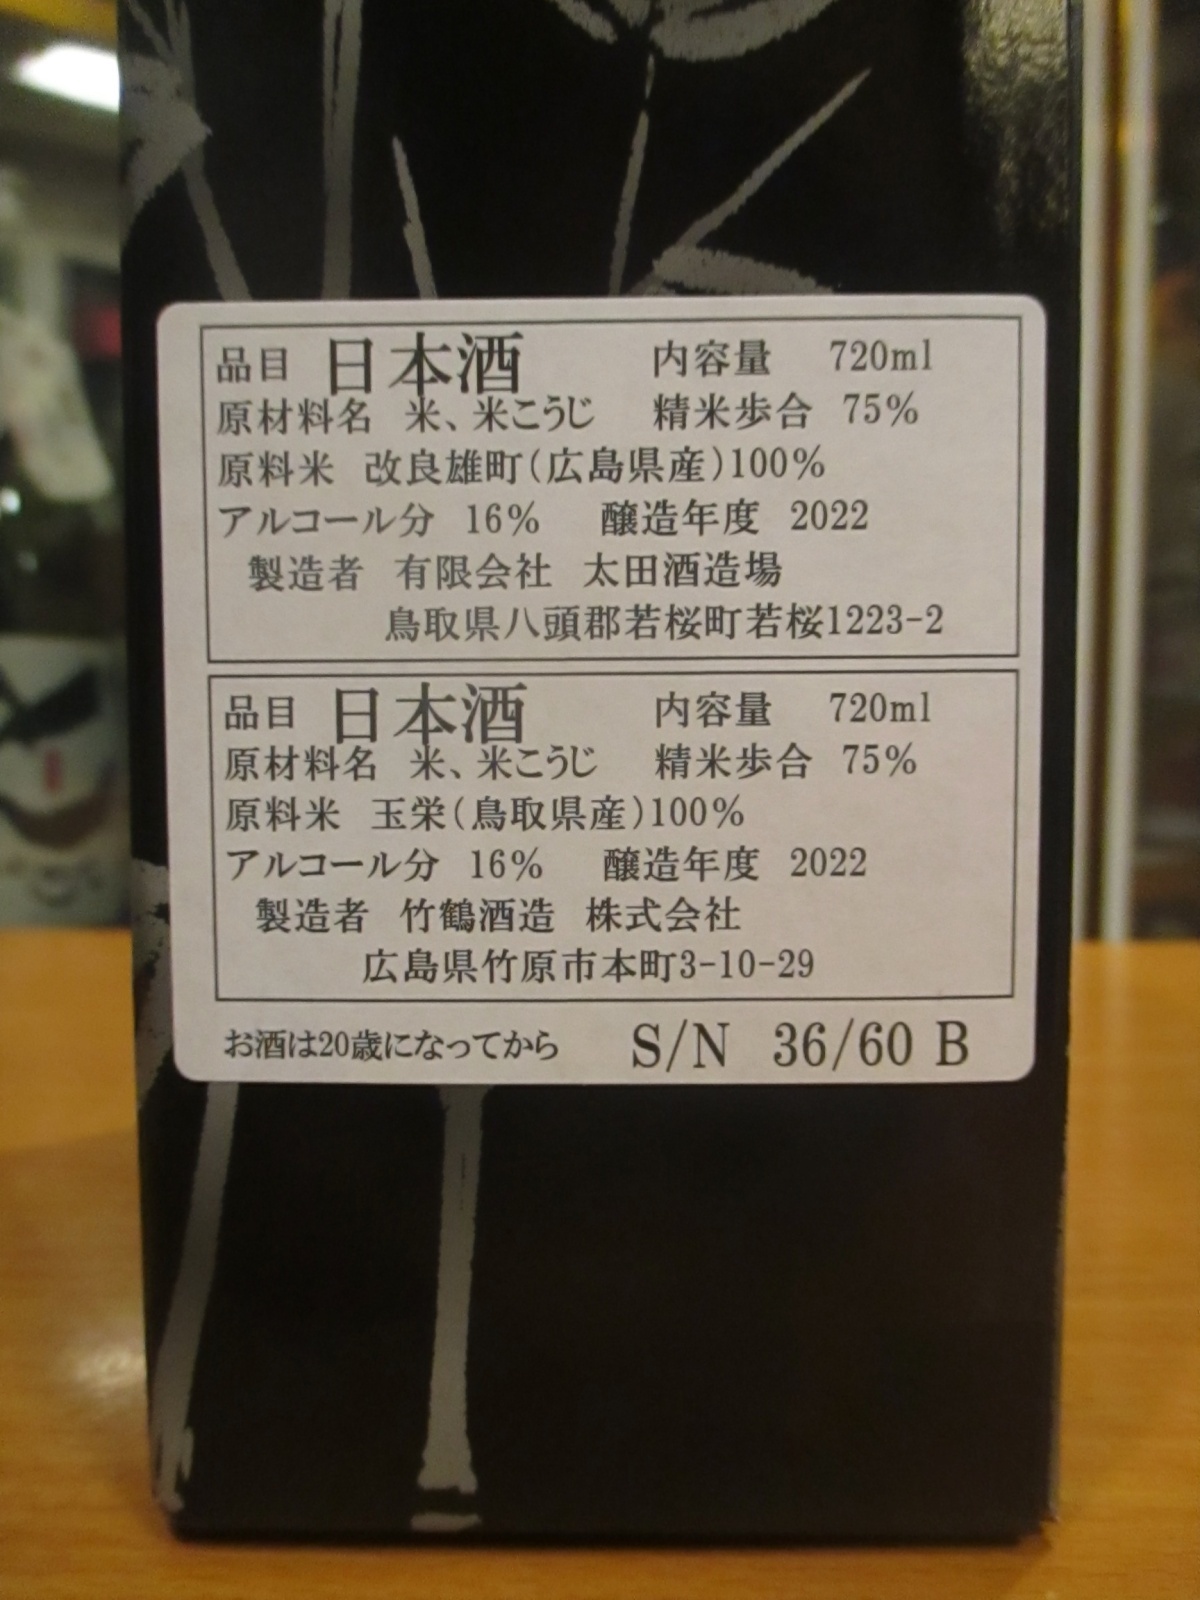 品目 日本酒 内容量 720ml
原材料名 米、米こうじ 精米歩合 75%
原料米 改良雄町(広島県産)100%
アルコール分 16% 醸造年度 2022
製造者 有限会社 太田酒造場
鳥取県八頭郡若桜町若桜1223-2
品目 日本酒 内容量 720ml
原材料名 米、米こうじ 精米歩合 75%
原料米 玉栄(鳥取県産)100%
アルコール分 16% 醸造年度 2022
製造者 竹鶴酒造 株式会社
広島県竹原市本町3-10-29
お酒は20歳になってから S/N 36/60 B